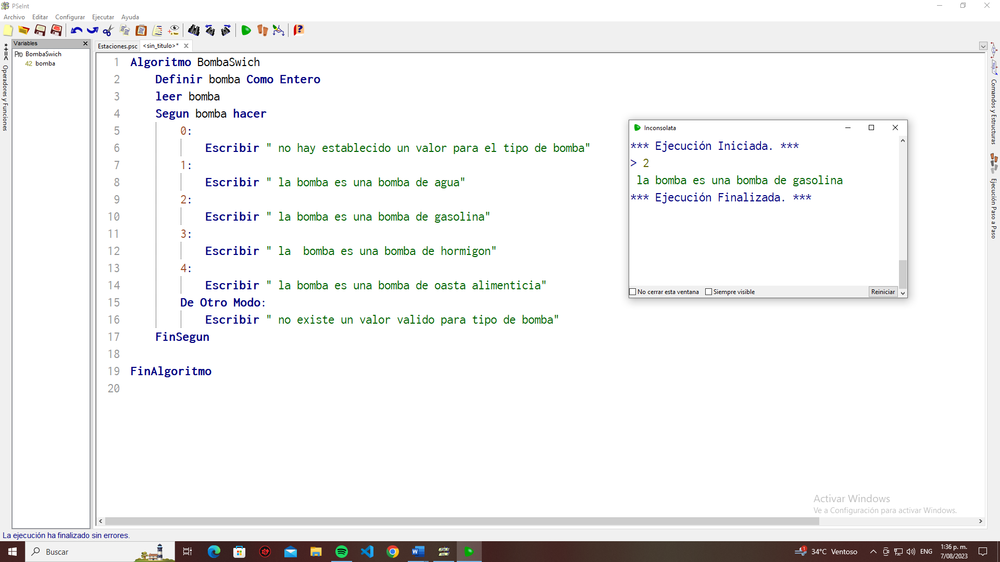 PSeInt
Archivo Editar Configurar Ejecutar Ayuda
Variables
Pro BombaSwich
42 bomba
*+=< Operadores y Funciones
Estaciones.psc <sin_titulo>*
1 Algoritmo BombaSwich
2 Definir bomba Como Entero
3 leer bomba
4 Segun bomba hacer
5 0:
6 Escribir " no hay establecido un valor para el tipo de bomba"
7 1:
8 Escribir " la bomba es una bomba de agua"
9 2:
10 Escribir " la bomba es una bomba de gasolina"
11 3:
12 Escribir " la  bomba es una bomba de hormigon"
13 4:
14 Escribir " la bomba es una bomba de oasta alimenticia"
15 De Otro Modo:
16 Escribir " no existe un valor valido para tipo de bomba"
17 FinSegun
18
19 FinAlgoritmo
20
Inconsolata
*** Ejecución Iniciada. ***
> 2
la bomba es una bomba de gasolina
*** Ejecución Finalizada. ***
No cerrar esta ventana Siempre visible Reiniciar
Comandos y Estructuras
Ejecución Paso a Paso
Activar Windows
Ve a Configuración para activar Windows.
La ejecución ha finalizado sin errores.
Buscar
1 34°C Ventoso
ENG
1:36 p. m.
7/08/2023